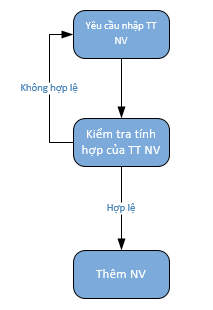 Yêu cầu nhập TT
NV
Không hợp lệ
Kiểm tra tính
hợp của TT NV
Hợp lệ
Thêm NV